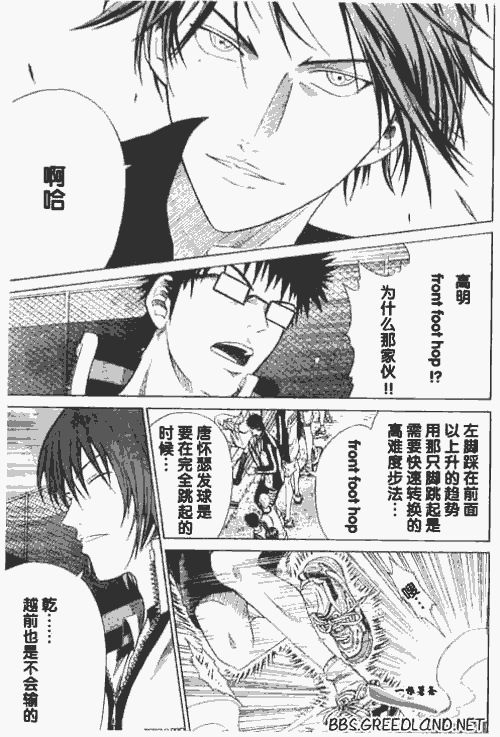 啊哈
高明
front foot hop !?
为什么那家伙!!
左脚踩在前面
以上升的趋势
用那只脚跳起是
需要快速转换的
高难度步法…
front foot hop
唐怀瑟发球是
要在完全跳起的
时候…
嗯…
乾……
越前也是不会输的
BBS.GREEDLAND.NET